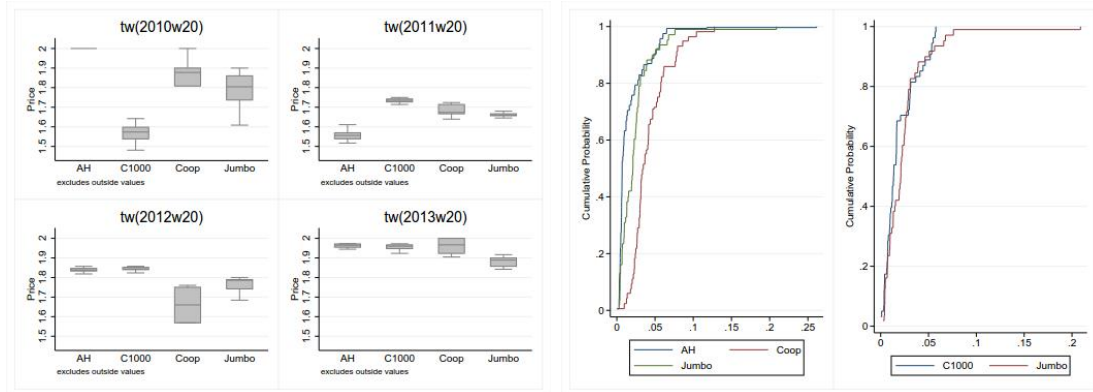 tw(2010w20)
Price
2
1.9
1.8
1.7
1.6
1.5
AH C1000 Coop Jumbo
excludes outside values
tw(2011w20)
Price
2
1.9
1.8
1.7
1.6
1.5
AH C1000 Coop Jumbo
excludes outside values
tw(2012w20)
Price
2
1.9
1.8
1.7
1.6
1.5
AH C1000 Coop Jumbo
excludes outside values
tw(2013w20)
Price
2
1.9
1.8
1.7
1.6
1.5
AH C1000 Coop Jumbo
excludes outside values
Cumulative Probability
1
.8
.6
.4
.2
0
0 .05 .1 .15 .2 .25
AH Coop
Jumbo
Cumulative Probability
1
.8
.6
.4
.2
0
0 .05 .1 .15 .2
C1000 Jumbo